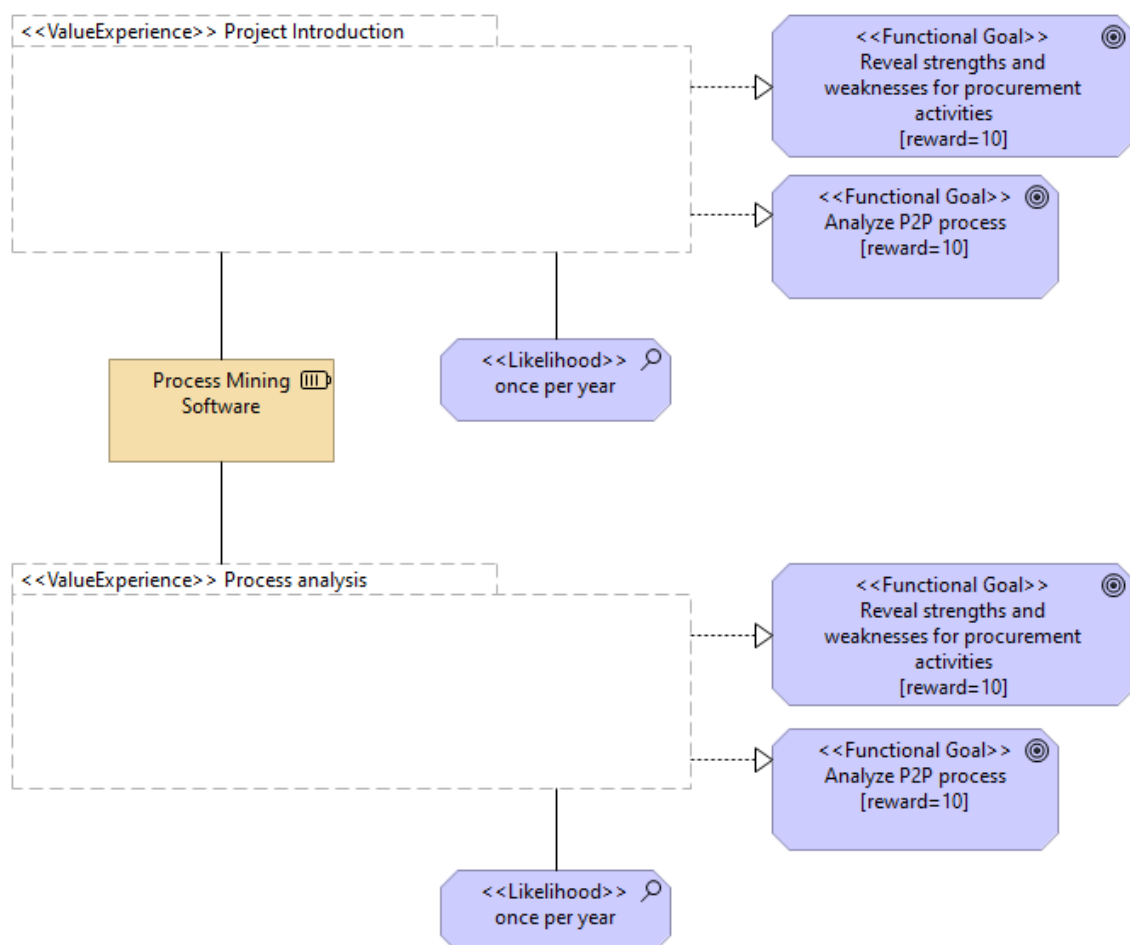 <<ValueExperience>> Project Introduction
<<Functional Goal>>
Reveal strengths and
weaknesses for procurement
activities
[reward=10]
<<Functional Goal>>
Analyze P2P process
[reward=10]
Process Mining
Software
<<Likelihood>>
once per year
<<ValueExperience>> Process analysis
<<Functional Goal>>
Reveal strengths and
weaknesses for procurement
activities
[reward=10]
<<Functional Goal>>
Analyze P2P process
[reward=10]
<<Likelihood>>
once per year